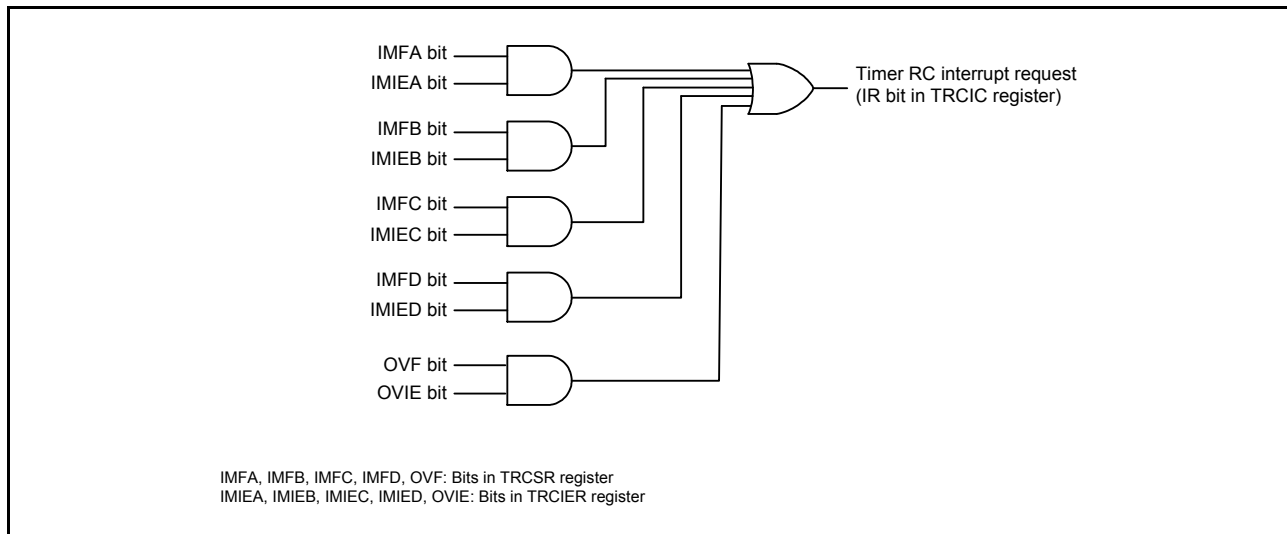 IMFA bit
IMIEA bit
IMFB bit
IMIEB bit
IMFC bit
IMIEC bit
IMFD bit
IMIED bit
OVF bit
OVIE bit
Timer RC interrupt request
(IR bit in TRCIC register)
IMFA, IMFB, IMFC, IMFD, OVF: Bits in TRCSR register
IMIEA, IMIEB, IMIEC, IMIED, OVIE: Bits in TRCIER register